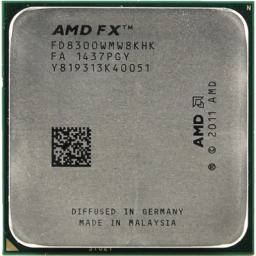 AMD FX™
FD8300WMW8KHK
FA 1437PGY
Y819313K40051
AMD
© 2011 AMD
DIFFUSED IN GERMANY
MADE IN MALAYSIA